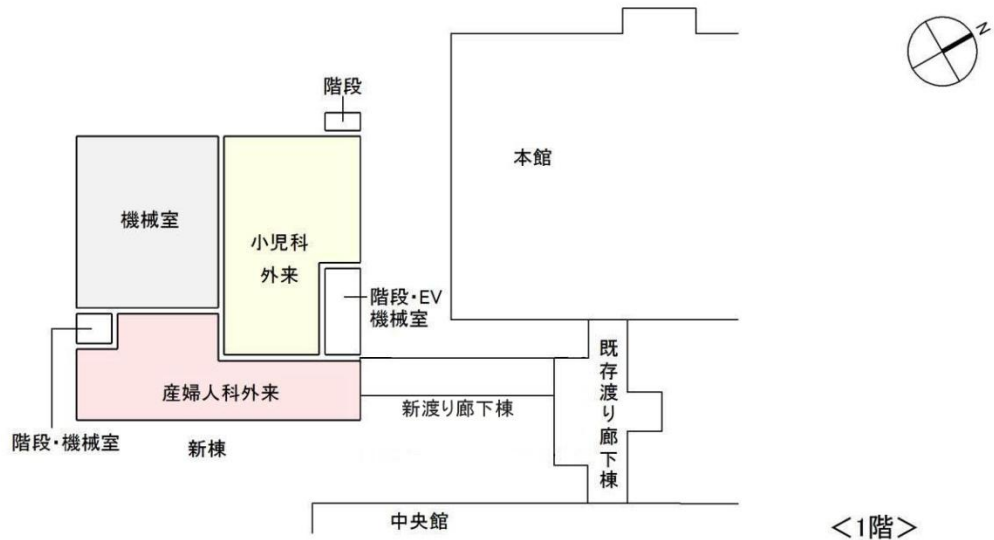 N
階段
本館
機械室
小児科
外来
階段・EV
機械室
既存渡り廊下棟
産婦人科外来
新渡り廊下棟
階段・機械室
新棟
中央館
＜1階＞